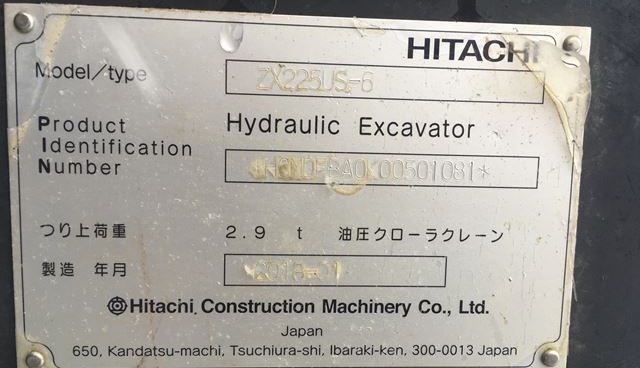 HITACHI
Model/type ZX225US-6
Product Identification Number
Hydraulic Excavator
00501081*
つり上荷重 2.9 t 油圧クローラクレーン
製造 年月
Hitachi Construction Machinery Co., Ltd.
Japan
650, Kandatsu-machi, Tsuchiura-shi, Ibaraki-ken, 300-0013 Japan